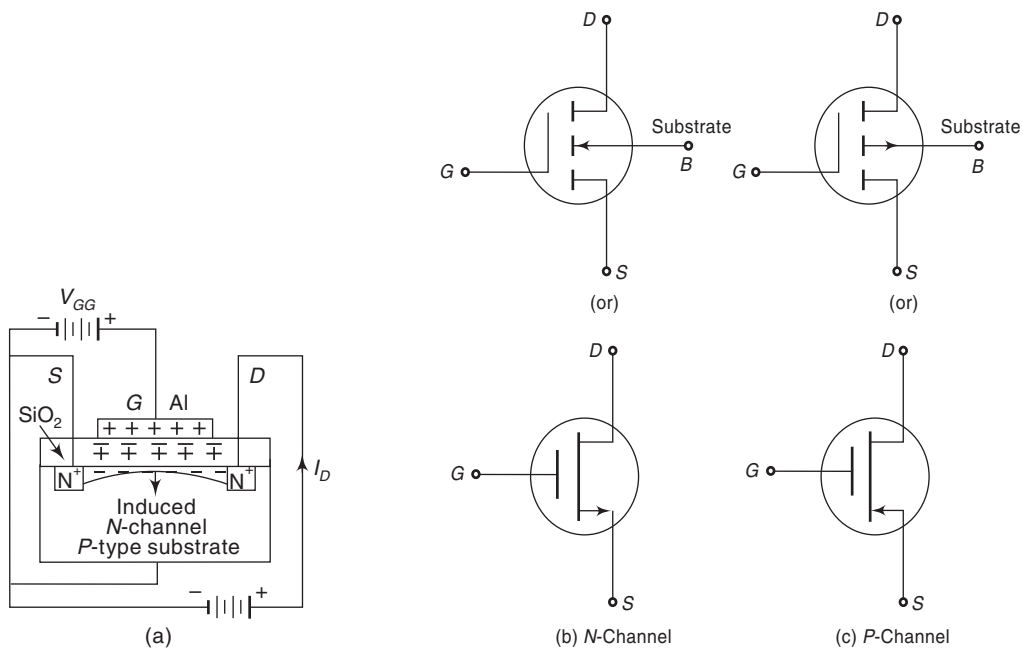 V_GG
− +
S
D
G Al
SiO₂
+ + + + +
+ + + + +
N⁺
N⁺
I_D
Induced
N-channel
P-type substrate
− +
(a)
D
G
Substrate
B
S
(or)
D
G
Substrate
B
S
(or)
D
G
S
(b) N-Channel
D
G
S
(c) P-Channel